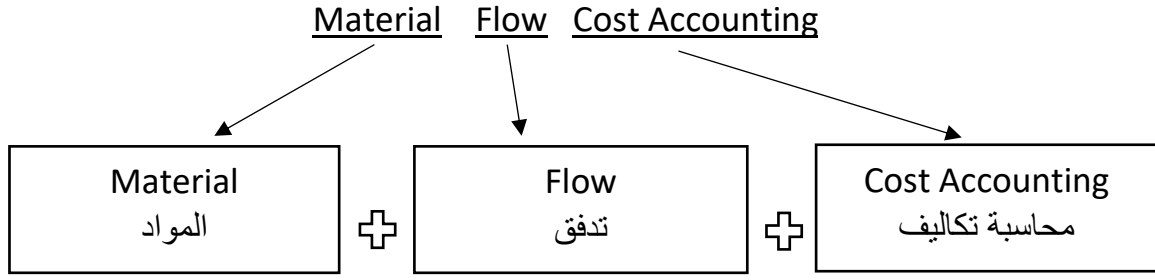 Material Flow Cost Accounting
Material
المواد
Flow
تدفق
Cost Accounting
محاسبة تكاليف